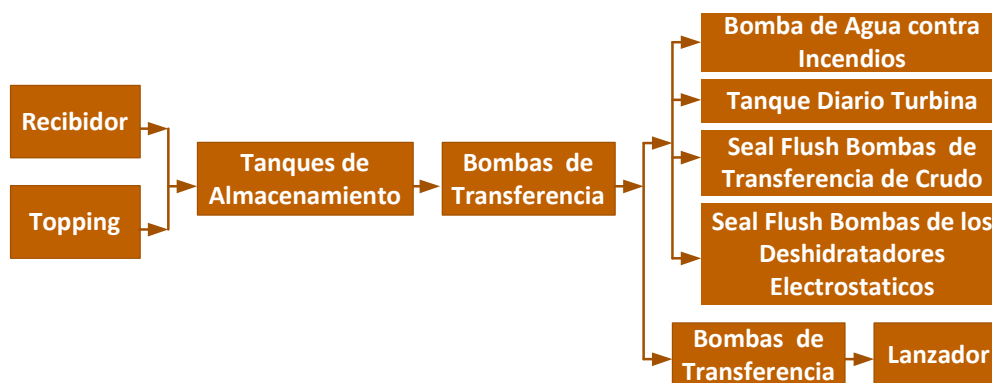 Recibidor
Topping
Tanques de
Almacenamiento
Bombas de
Transferencia
Bomba de Agua contra
Incendios
Tanque Diario Turbina
Seal Flush Bombas de
Transferencia de Crudo
Seal Flush Bombas de los
Deshidratadores
Electrostaticos
Bombas de
Transferencia
Lanzador